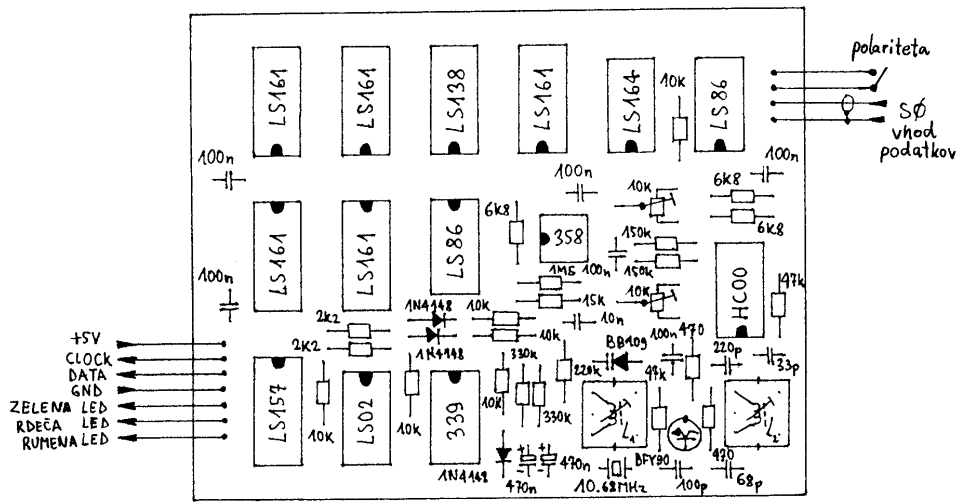 polariteta
LS161
LS161
LS138
LS161
LS164
10k
LS86
SØ
vhod
podatkov
100n
100n
100n
10k
6K8
6K8
6K8
LS161
LS161
LS86
358
150k
150k
100n
1M5
15k
10k
10n
HC00
47k
100n
2K2
2K2
1N4148
1N4148
10k
10k
+5V
CLOCK
DATA
GND
ZELENA LED
RDEČA LED
RUMENA LED
BB109
100n
470
220p
33p
LS157
10k
LS02
10k
339
10k
330k
330k
220k
L1
47k
L2
1N4148
470n
470n
10.68MHz
BFY90
100p
470
68p